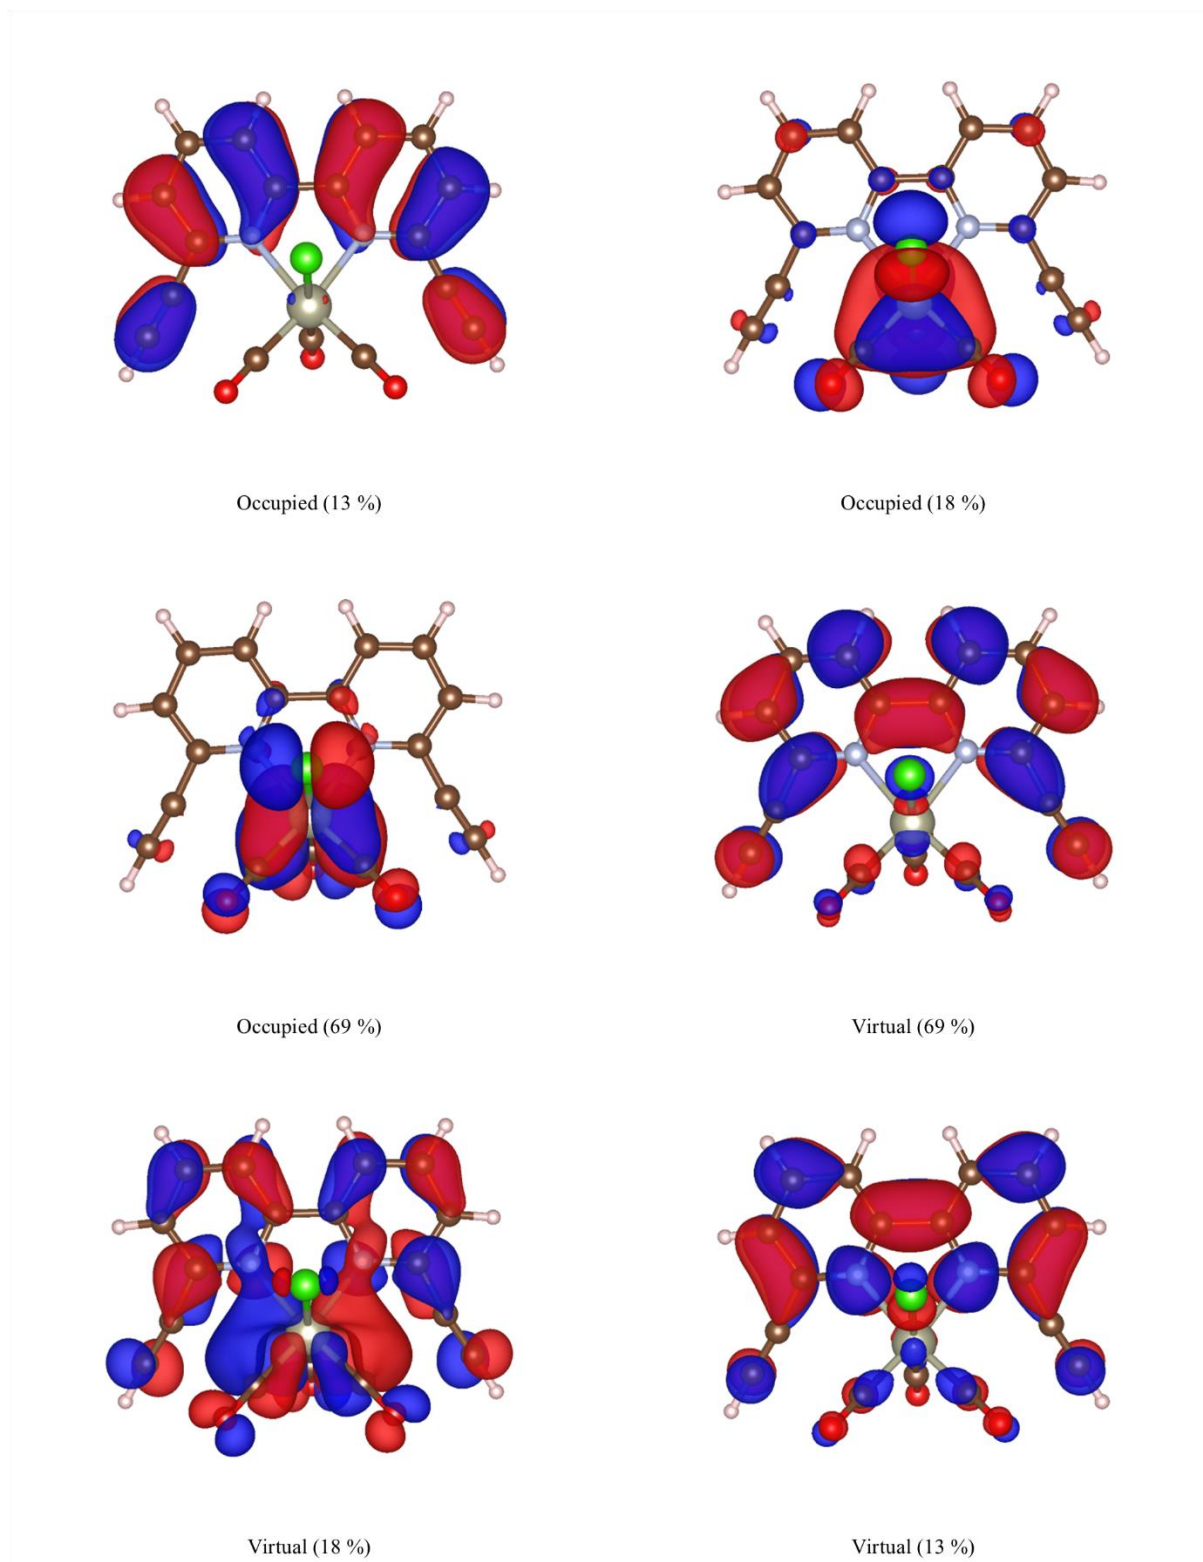 Occupied (13 %)
Occupied (18 %)
Occupied (69 %)
Virtual (69 %)
Virtual (18 %)
Virtual (13 %)